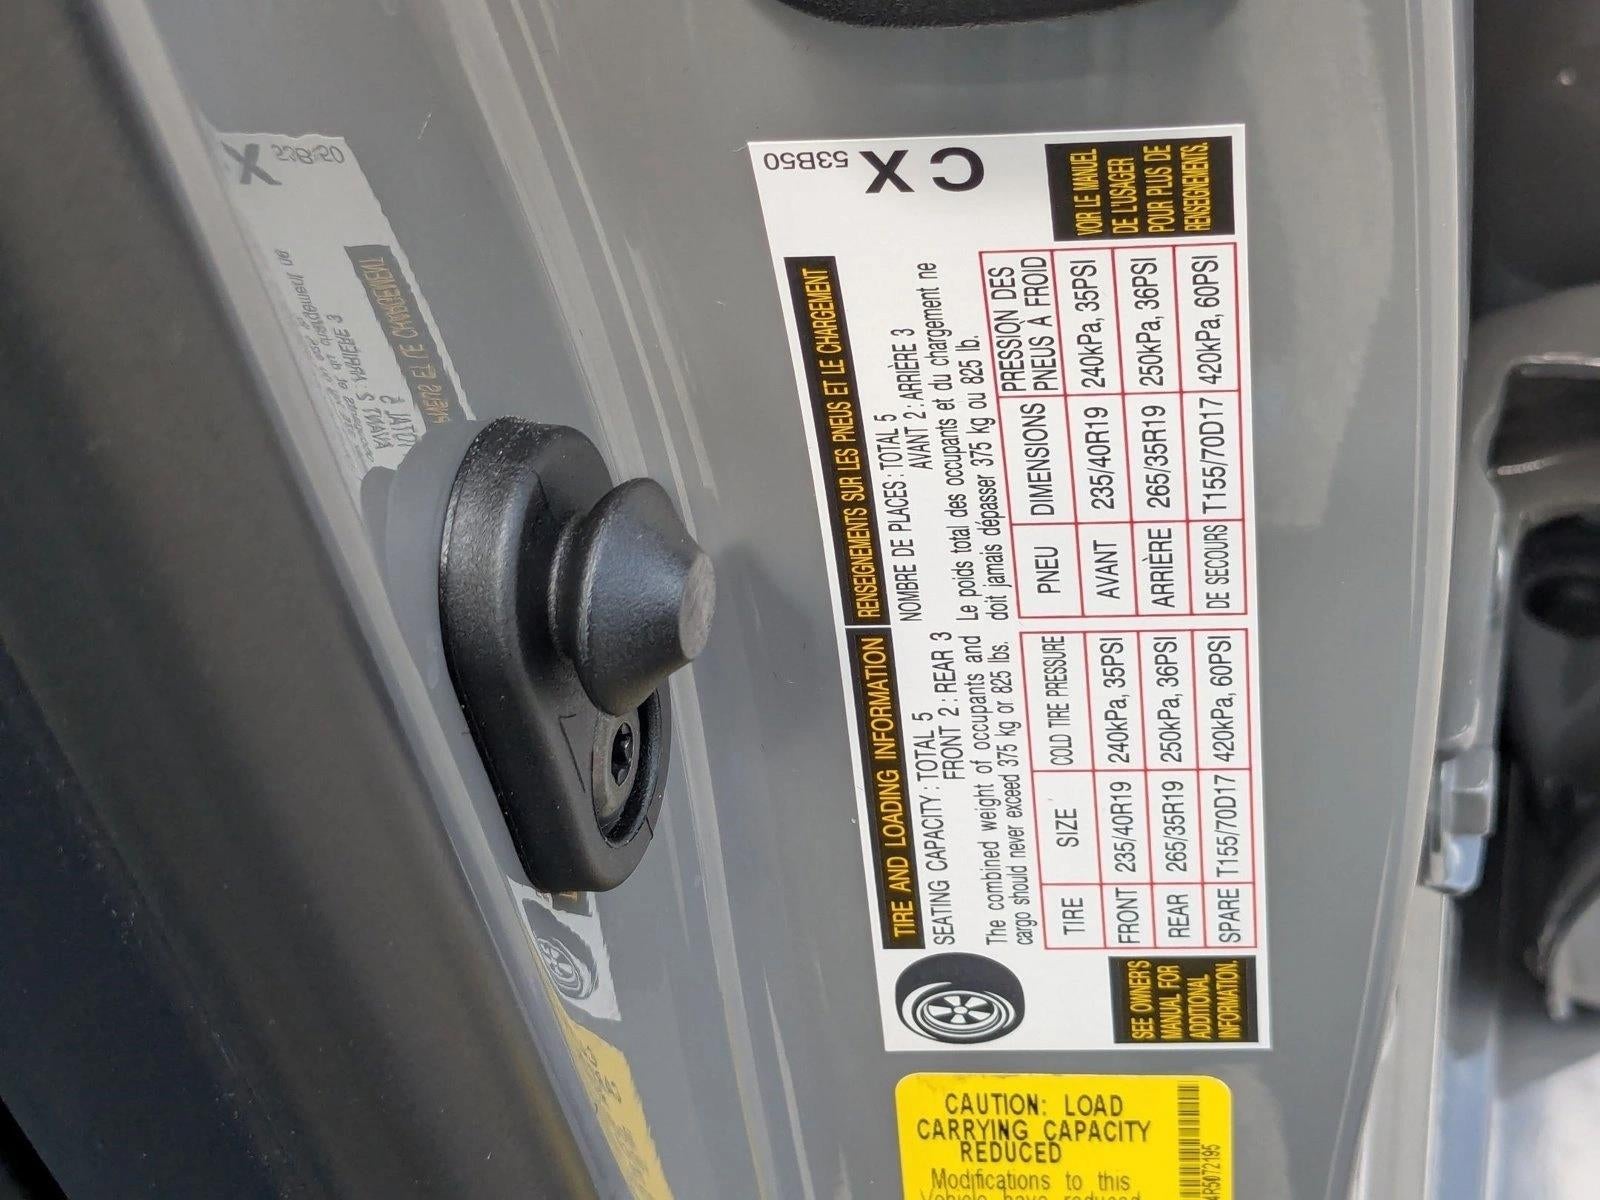 TIRE AND LOADING INFORMATION
SEATING CAPACITY : TOTAL 5
FRONT 2 : REAR 3
The combined weight of occupants and
cargo should never exceed 375 kg or 825 lbs.
TIRE SIZE COLD TIRE PRESSURE
FRONT 235/40R19 240kPa, 35PSI
REAR 265/35R19 250kPa, 36PSI
SPARE T155/70D17 420kPa, 60PSI
SEE OWNER'S
MANUAL FOR
ADDITIONAL
INFORMATION.
RENSEIGNEMENTS SUR LES PNEUS ET LE CHARGEMENT
NOMBRE DE PLACES : TOTAL 5
AVANT 2 : ARRIÈRE 3
Le poids total des occupants et du chargement ne
doit jamais dépasser 375 kg ou 825 lb.
PNEU DIMENSIONS PRESSION DES
PNEUS À FROID
AVANT 235/40R19 240kPa, 35PSI
ARRIÈRE 265/35R19 250kPa, 36PSI
DE SECOURS T155/70D17 420kPa, 60PSI
VOIR LE MANUEL
DE L'USAGER
POUR PLUS DE
RENSEIGNEMENTS.
53B50
CX
CAUTION: LOAD
CARRYING CAPACITY
REDUCED
Modifications to this
Vehicle have reduced
4R5072195